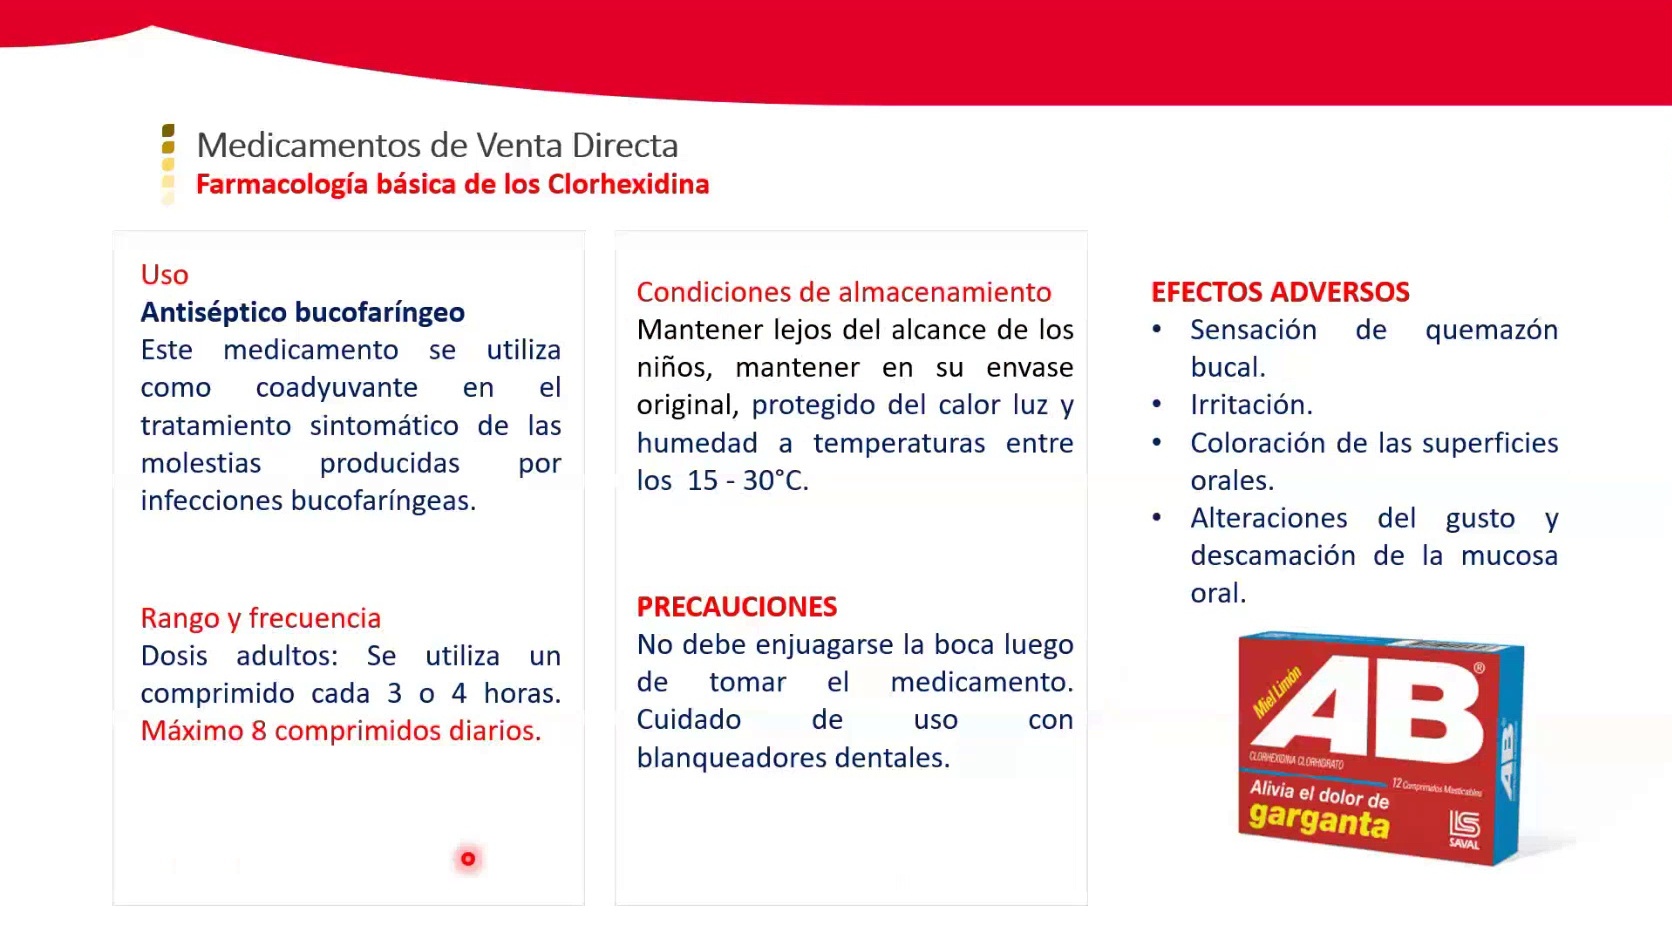 Medicamentos de Venta Directa
Farmacología básica de los Clorhexidina
Uso
Antiséptico bucofaríngeo
Este medicamento se utiliza
como coadyuvante en el
tratamiento sintomático de las
molestias producidas por
infecciones bucofaríngeas.
Rango y frecuencia
Dosis adultos: Se utiliza un
comprimido cada 3 o 4 horas.
Máximo 8 comprimidos diarios.
Condiciones de almacenamiento
Mantener lejos del alcance de los
niños, mantener en su envase
original, protegido del calor luz y
humedad a temperaturas entre
los 15 - 30°C.
PRECAUCIONES
No debe enjuagarse la boca luego
de tomar el medicamento.
Cuidado de uso con
blanqueadores dentales.
EFECTOS ADVERSOS
• Sensación de quemazón
bucal.
• Irritación.
• Coloración de las superficies
orales.
• Alteraciones del gusto y
descamación de la mucosa
oral.
Miel Limón
AB®
CLORHEXIDINA CLORHIDRATO
12 Comprimidos Masticables
Alivia el dolor de
garganta
LS
SAVAL
AB